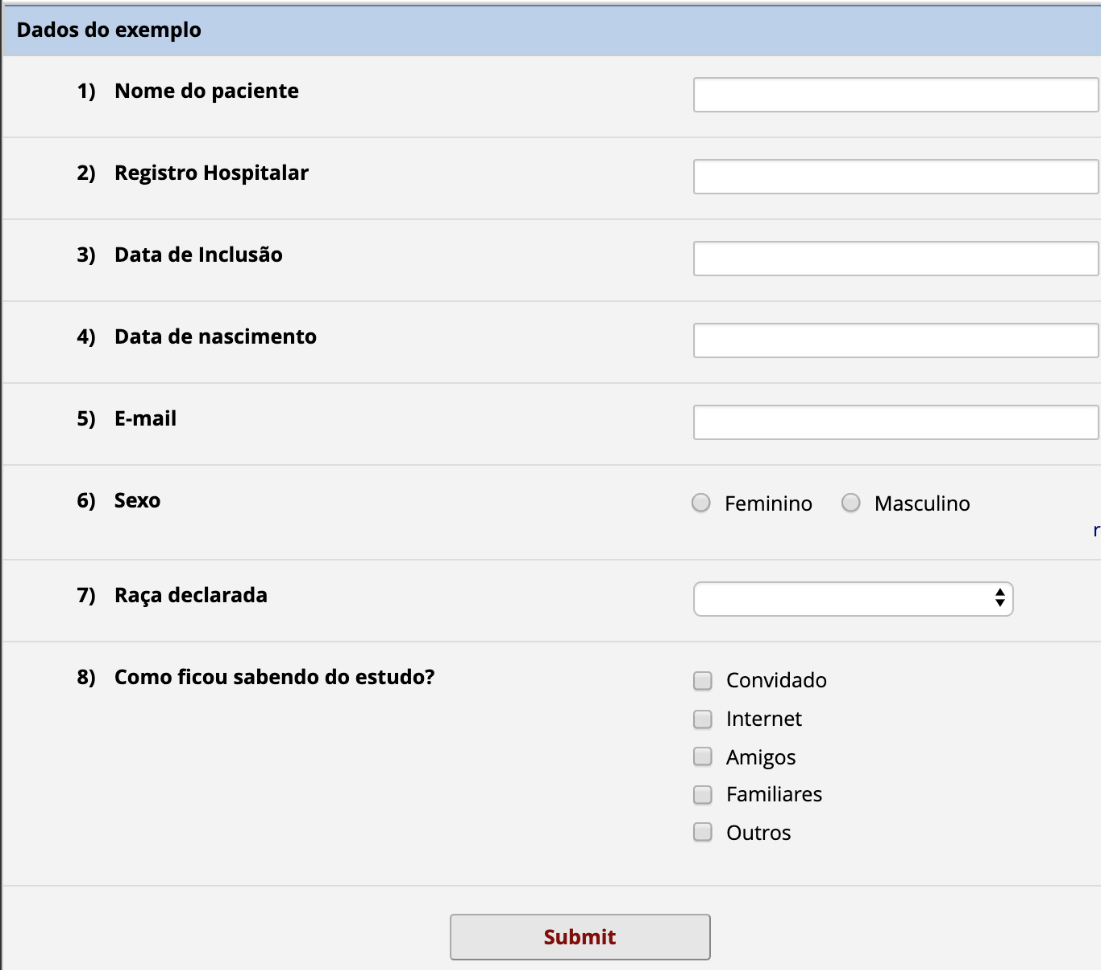 Dados do exemplo
1) Nome do paciente
2) Registro Hospitalar
3) Data de Inclusão
4) Data de nascimento
5) E-mail
6) Sexo
Feminino Masculino
7) Raça declarada
8) Como ficou sabendo do estudo?
Convidado
Internet
Amigos
Familiares
Outros
Submit